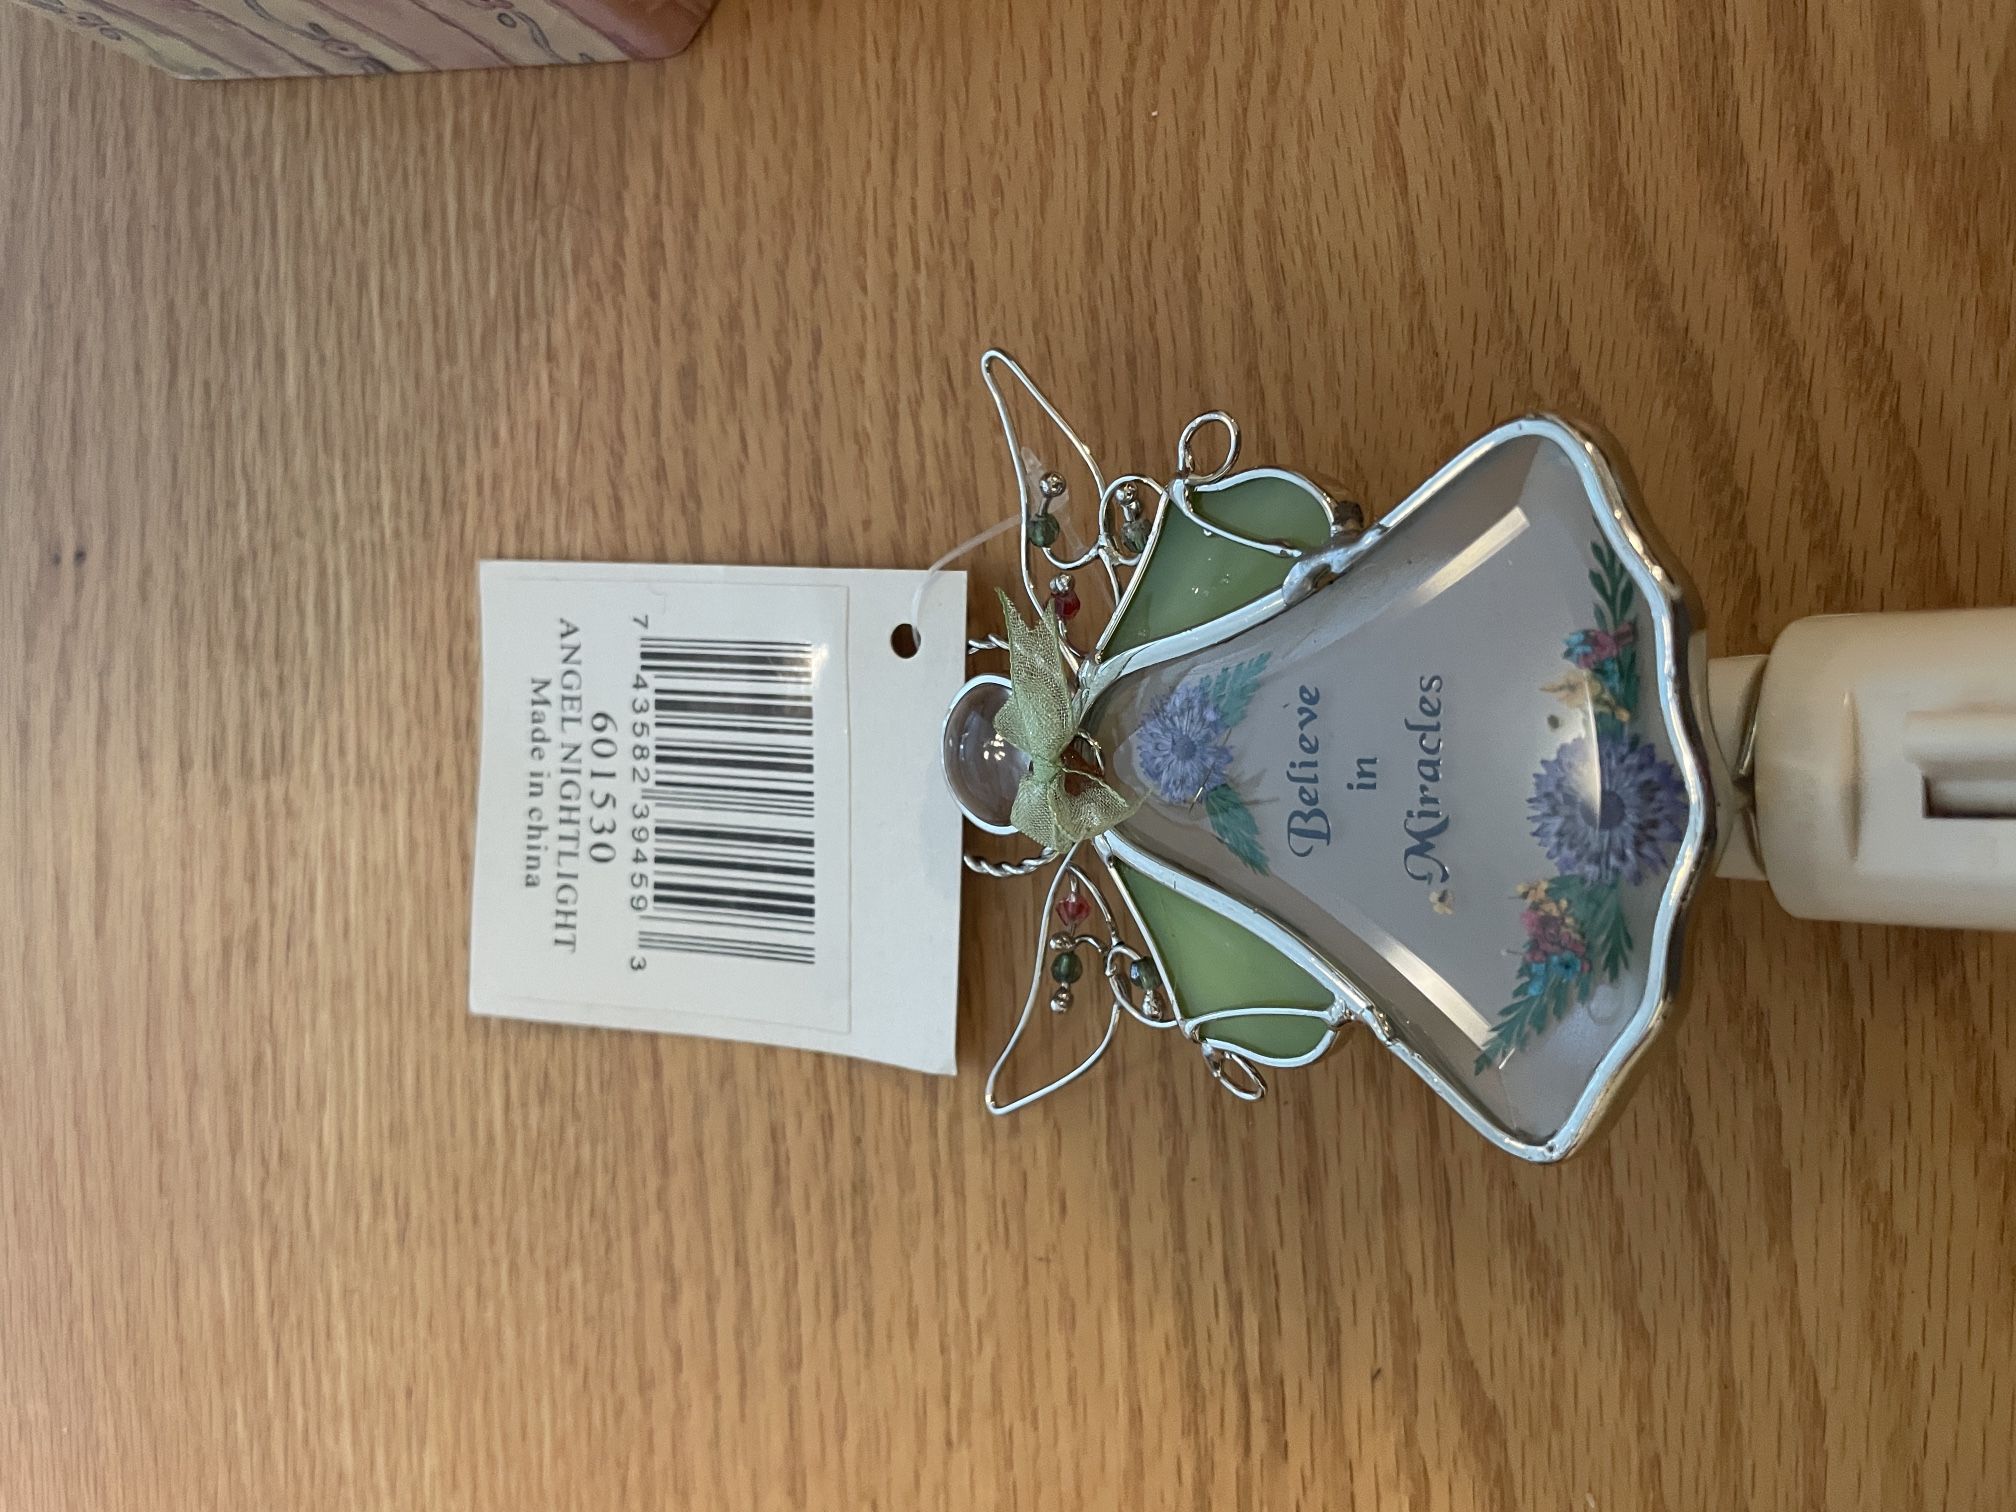 Made in china
ANGEL NIGHTLIGHT
601530
7 43582 39459 3
Believe
in
Miracles